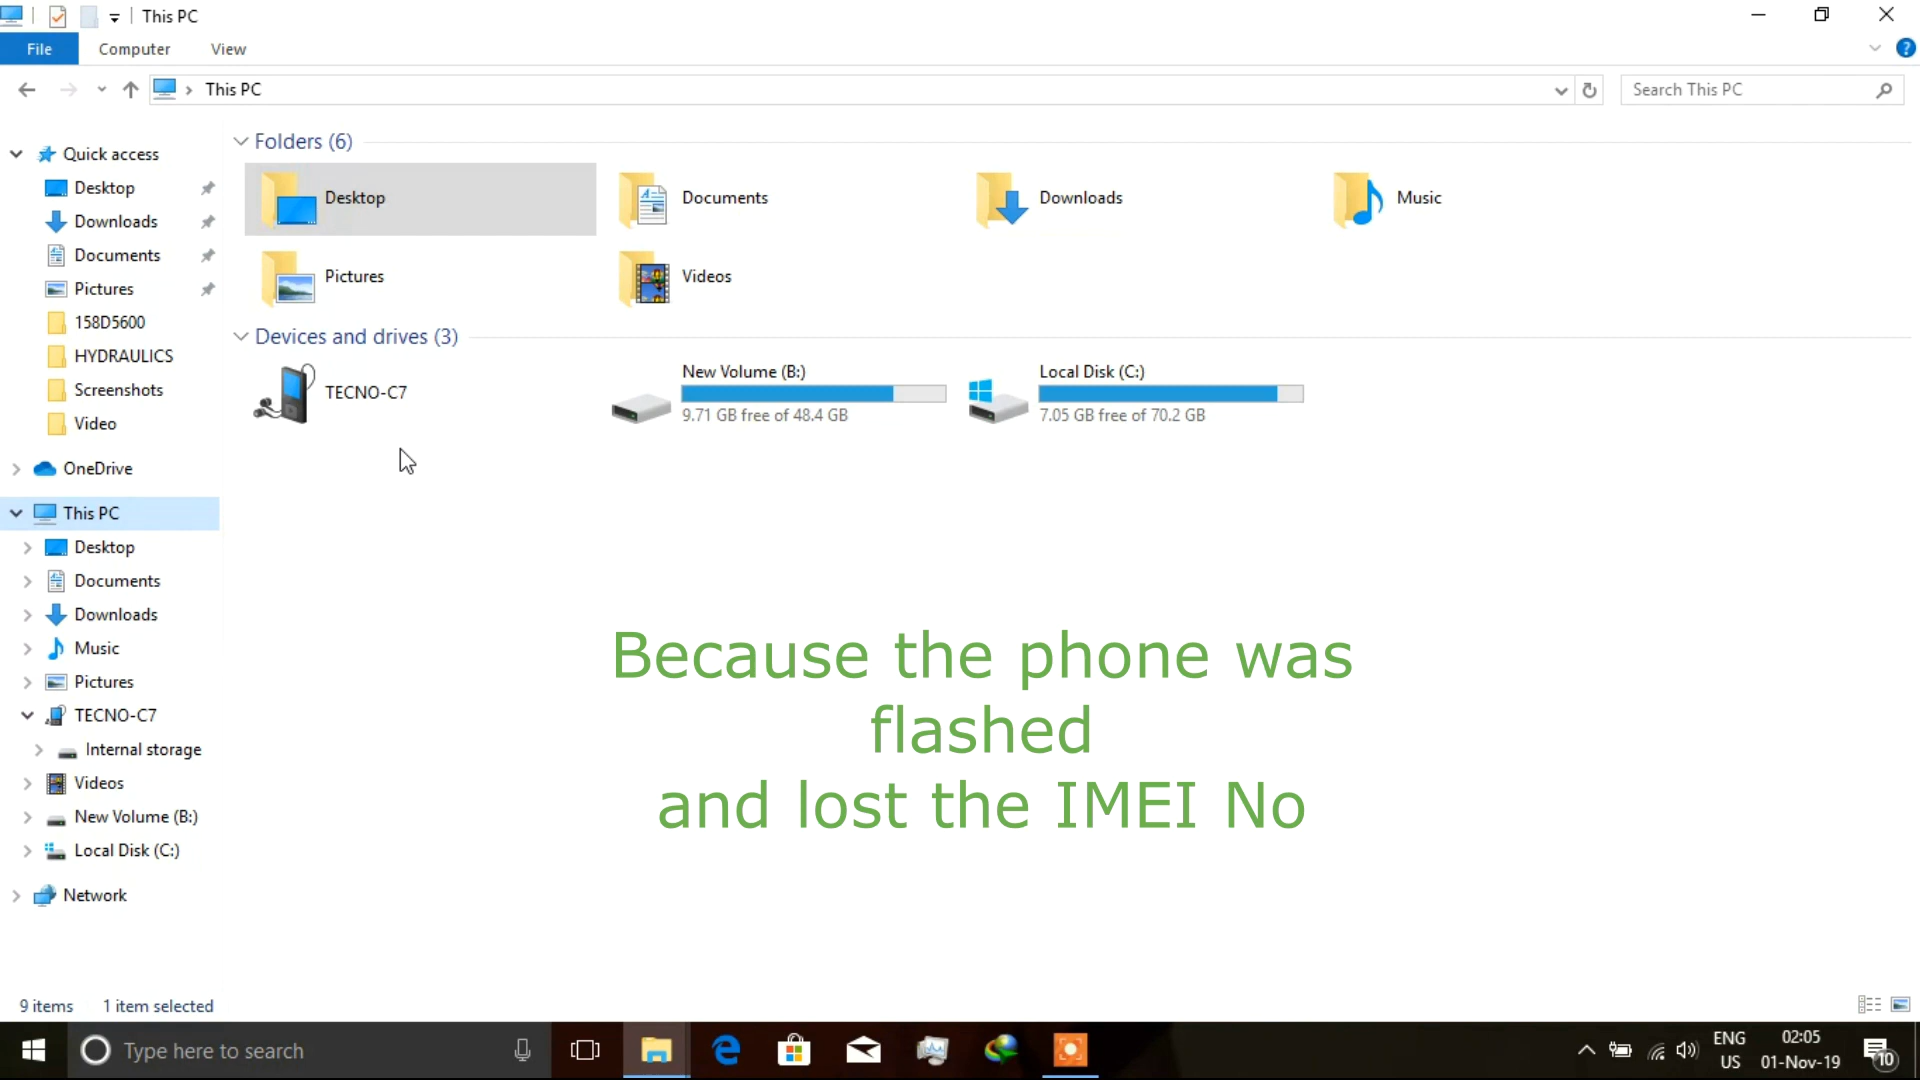 This PC
File Computer View
This PC
Search This PC
Quick access
Desktop
Downloads
Documents
Pictures
158D5600
HYDRAULICS
Screenshots
Video
OneDrive
This PC
Desktop
Documents
Downloads
Music
Pictures
TECNO-C7
Internal storage
Videos
New Volume (B:)
Local Disk (C:)
Network
Folders (6)
Desktop
Documents
Downloads
Music
Pictures
Videos
Devices and drives (3)
TECNO-C7
New Volume (B:)
9.71 GB free of 48.4 GB
Local Disk (C:)
7.05 GB free of 70.2 GB
Because the phone was
flashed
and lost the IMEI No
9 items 1 item selected
Type here to search
ENG
US
02:05
01-Nov-19
10